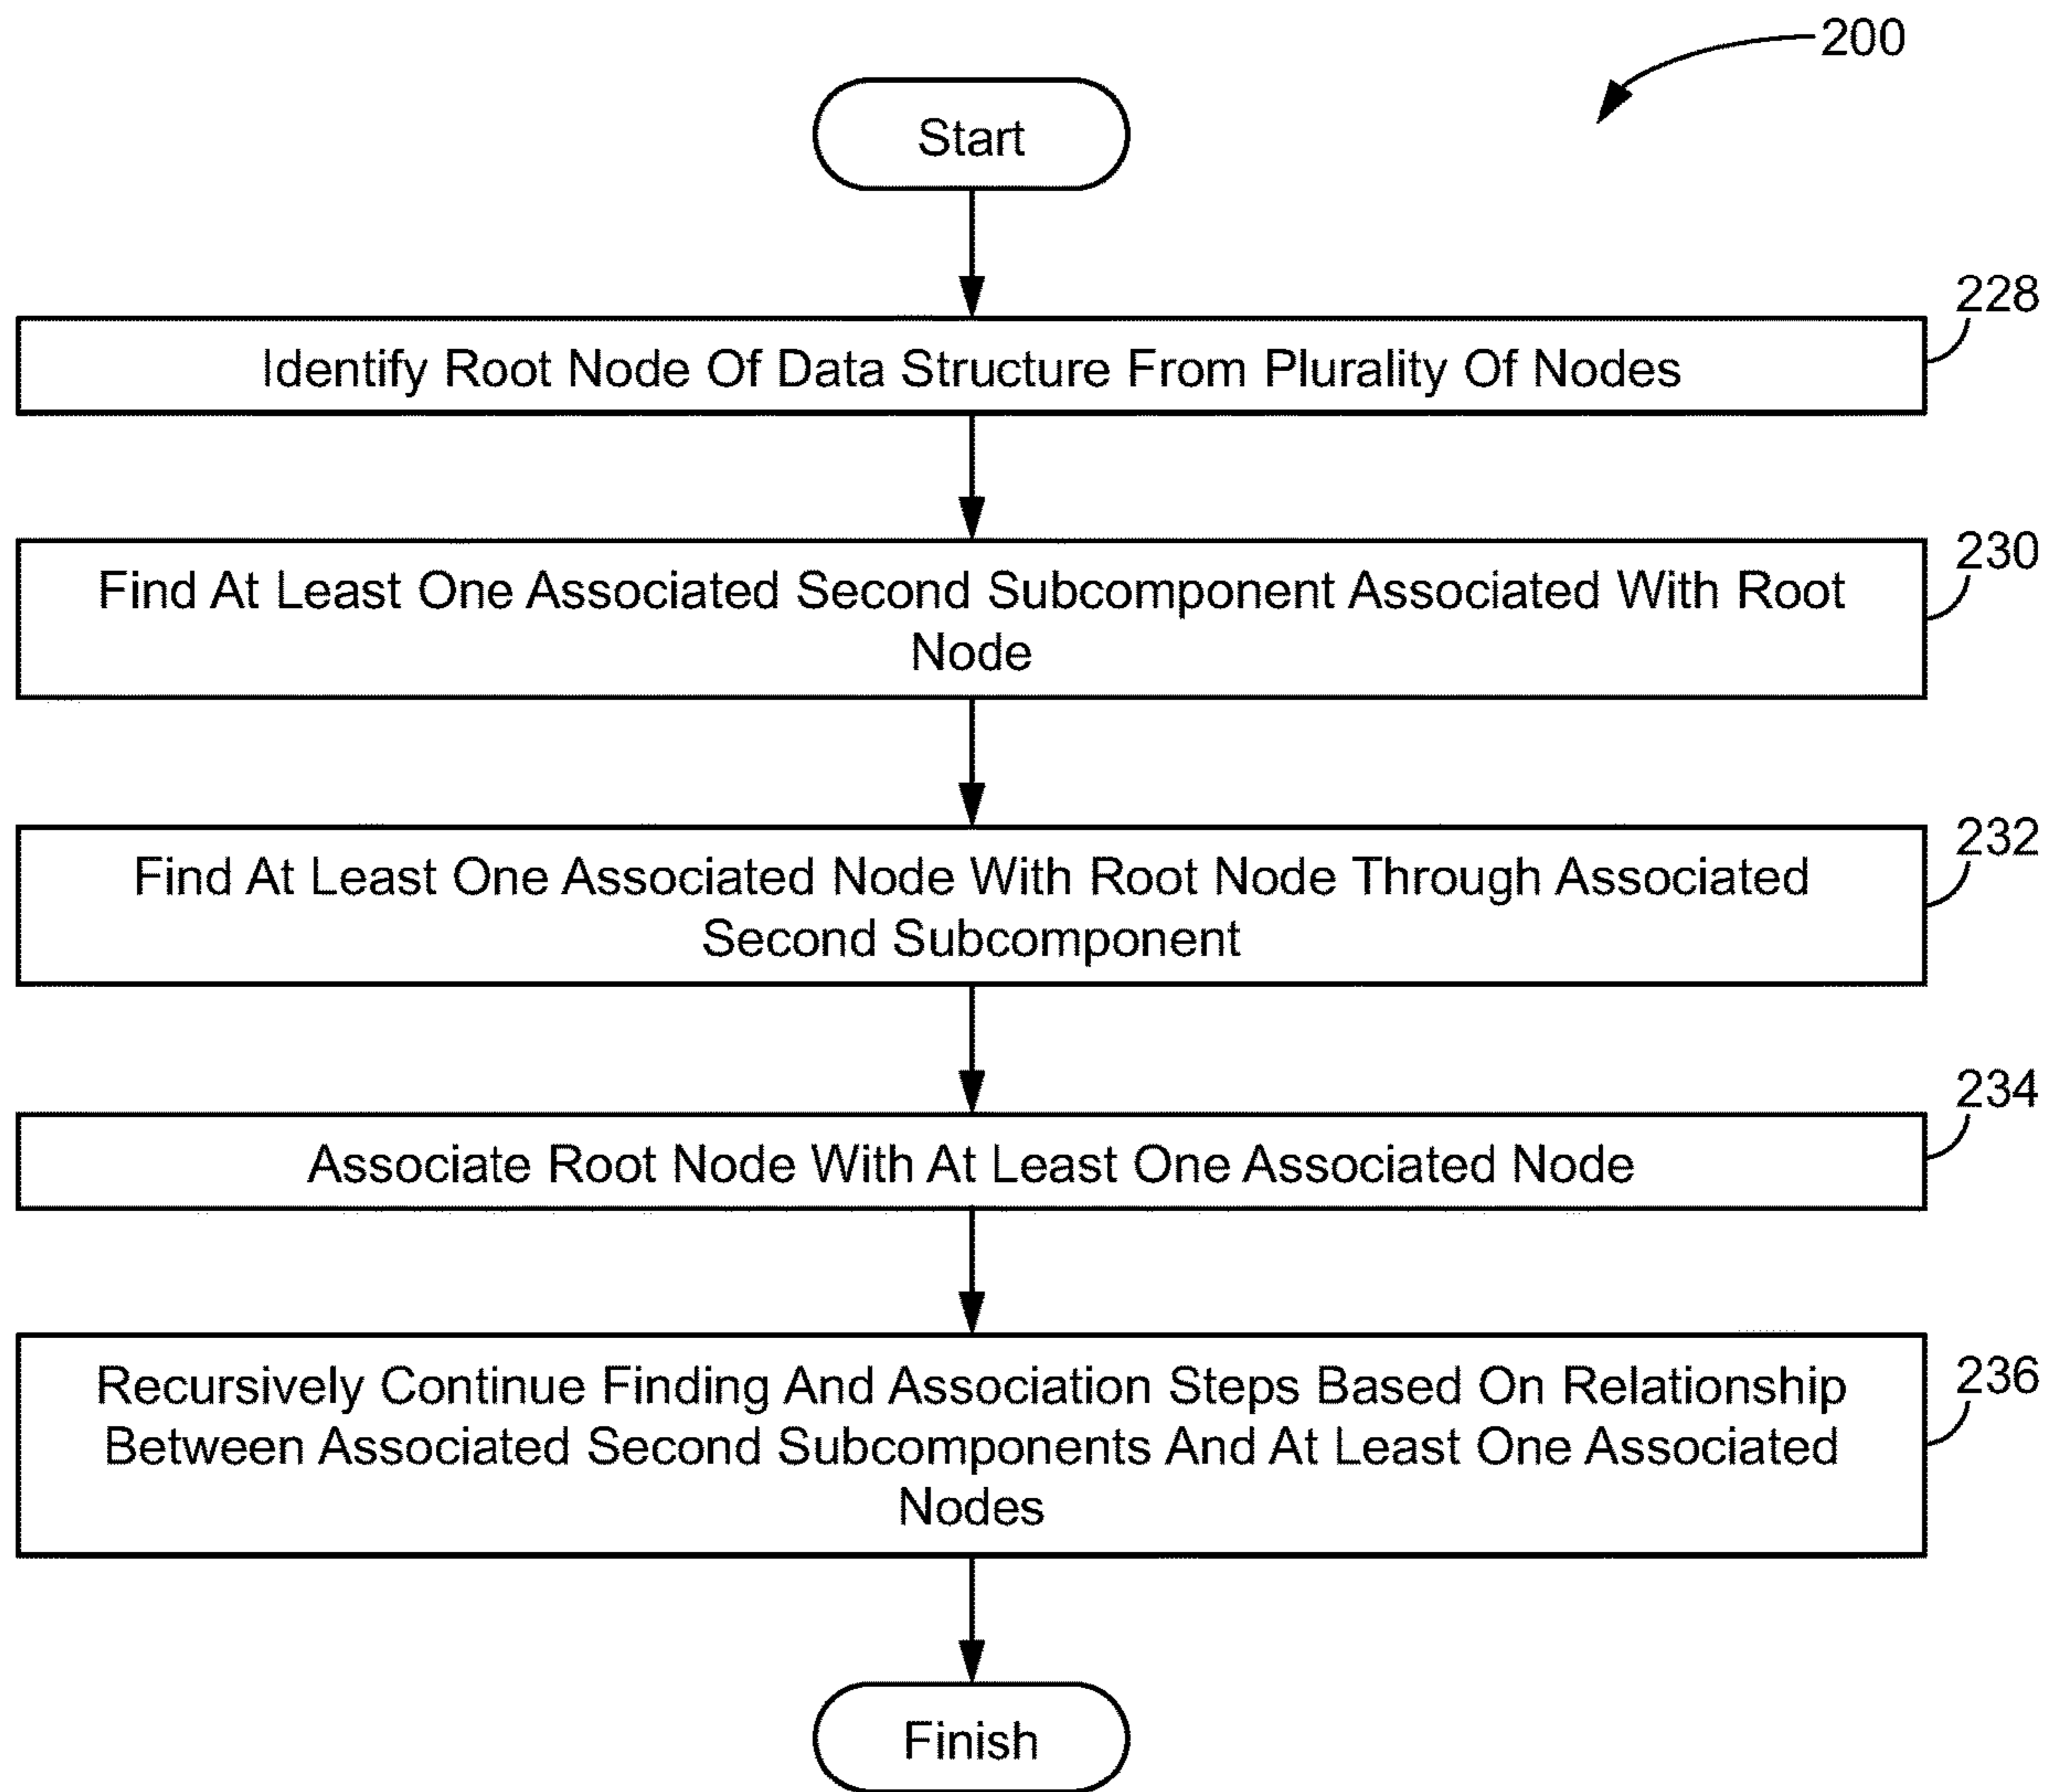 200
Start
228
Identify Root Node Of Data Structure From Plurality Of Nodes
230
Find At Least One Associated Second Subcomponent Associated With Root
Node
232
Find At Least One Associated Node With Root Node Through Associated
Second Subcomponent
234
Associate Root Node With At Least One Associated Node
236
Recursively Continue Finding And Association Steps Based On Relationship
Between Associated Second Subcomponents And At Least One Associated
Nodes
Finish